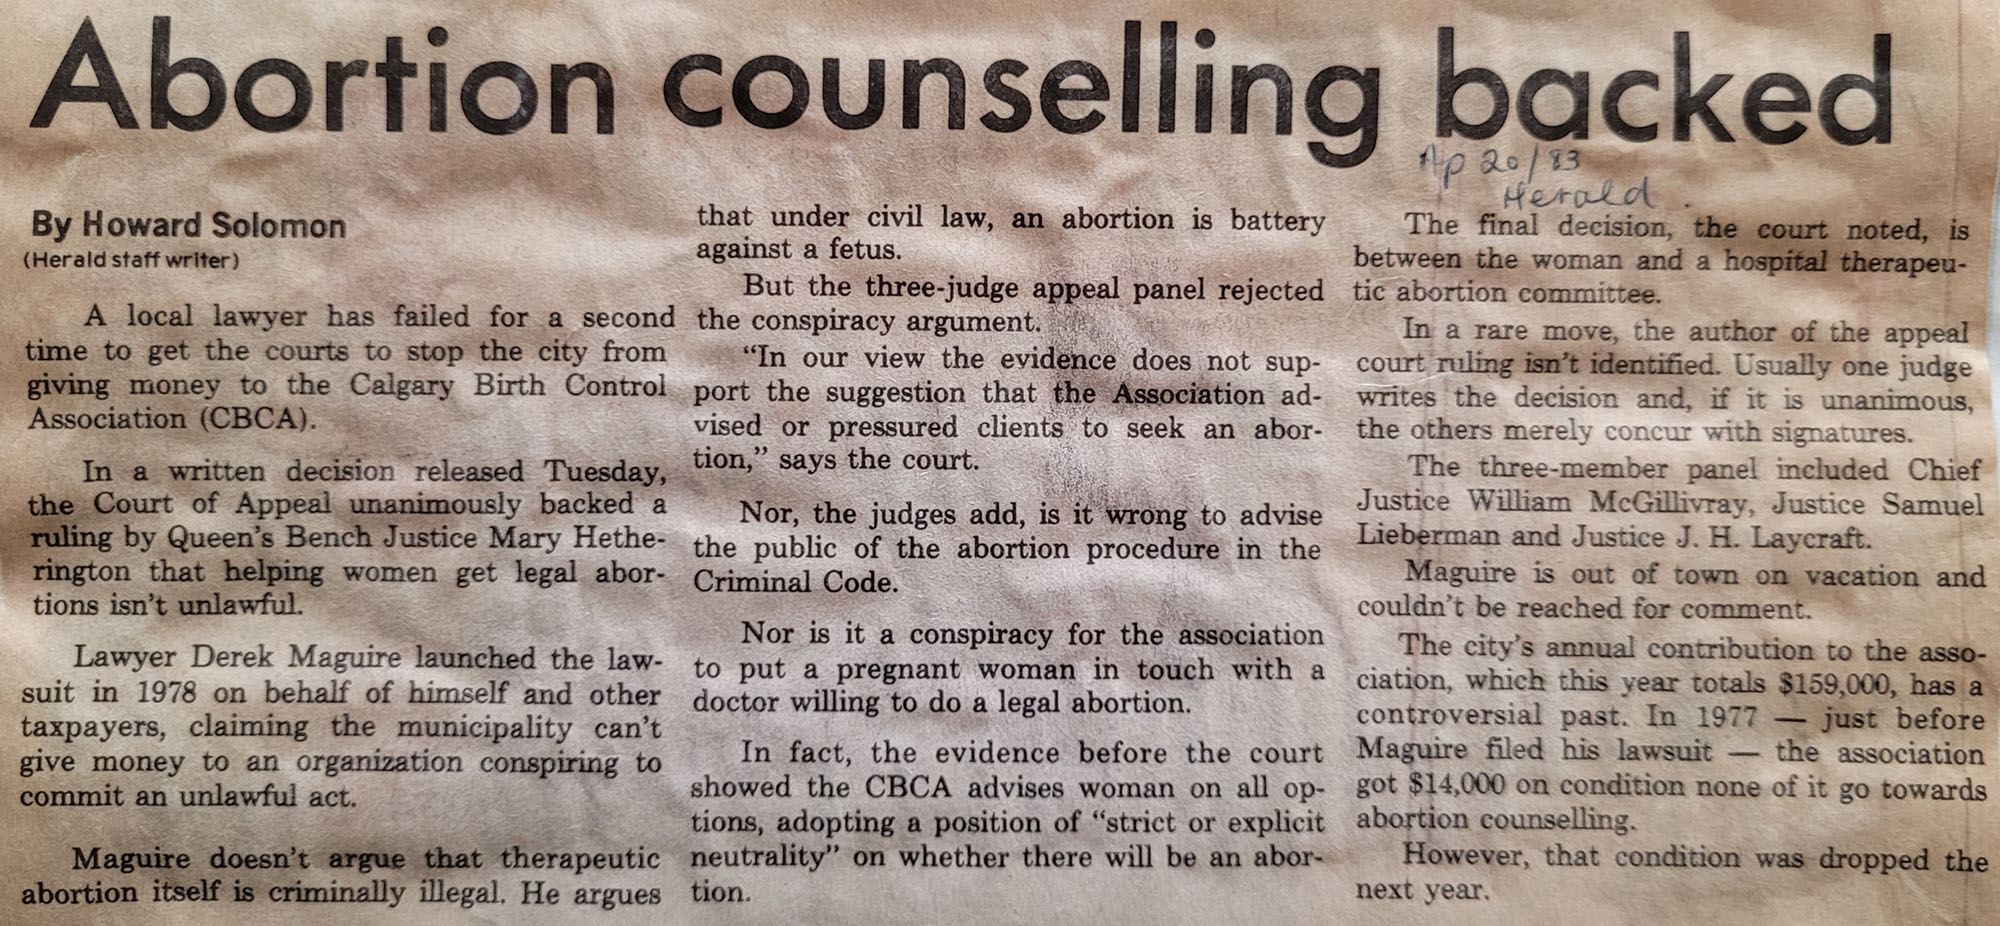 Abortion counselling backed
Ap 20/83
Herald.
By Howard Solomon
(Herald staff writer)
A local lawyer has failed for a second
time to get the courts to stop the city from
giving money to the Calgary Birth Control
Association (CBCA).
In a written decision released Tuesday,
the Court of Appeal unanimously backed a
ruling by Queen's Bench Justice Mary Hethe-
rington that helping women get legal abor-
tions isn't unlawful.
Lawyer Derek Maguire launched the law-
suit in 1978 on behalf of himself and other
taxpayers, claiming the municipality can't
give money to an organization conspiring to
commit an unlawful act.
Maguire doesn't argue that therapeutic
abortion itself is criminally illegal. He argues
that under civil law, an abortion is battery
against a fetus.
But the three-judge appeal panel rejected
the conspiracy argument.
“In our view the evidence does not sup-
port the suggestion that the Association ad-
vised or pressured clients to seek an abor-
tion,” says the court.
Nor, the judges add, is it wrong to advise
the public of the abortion procedure in the
Criminal Code.
Nor is it a conspiracy for the association
to put a pregnant woman in touch with a
doctor willing to do a legal abortion.
In fact, the evidence before the court
showed the CBCA advises woman on all op-
tions, adopting a position of “strict or explicit
neutrality” on whether there will be an abor-
tion.
The final decision, the court noted, is
between the woman and a hospital therapeu-
tic abortion committee.
In a rare move, the author of the appeal
court ruling isn't identified. Usually one judge
writes the decision and, if it is unanimous,
the others merely concur with signatures.
The three-member panel included Chief
Justice William McGillivray, Justice Samuel
Lieberman and Justice J. H. Laycraft.
Maguire is out of town on vacation and
couldn't be reached for comment.
The city's annual contribution to the asso-
ciation, which this year totals $159,000, has a
controversial past. In 1977 — just before
Maguire filed his lawsuit — the association
got $14,000 on condition none of it go towards
abortion counselling.
However, that condition was dropped the
next year.